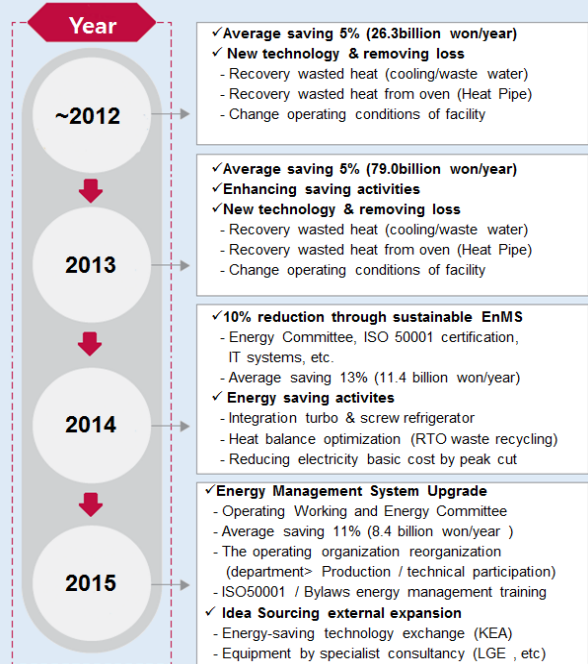 Year
~2012
✓Average saving 5% (26.3billion won/year)
✓New technology & removing loss
- Recovery wasted heat (cooling/waste water)
- Recovery wasted heat from oven (Heat Pipe)
- Change operating conditions of facility
2013
✓Average saving 5% (79.0billion won/year)
✓Enhancing saving activities
✓New technology & removing loss
- Recovery wasted heat (cooling/waste water)
- Recovery wasted heat from oven (Heat Pipe)
- Change operating conditions of facility
2014
✓10% reduction through sustainable EnMS
- Energy Committee, ISO 50001 certification,
IT systems, etc.
- Average saving 13% (11.4 billion won/year)
✓Energy saving activites
- Integration turbo & screw refrigerator
- Heat balance optimization (RTO waste recycling)
- Reducing electricity basic cost by peak cut
2015
✓Energy Management System Upgrade
- Operating Working and Energy Committee
- Average saving 11% (8.4 billion won/year )
- The operating organization reorganization
(department> Production / technical participation)
- ISO50001 / Bylaws energy management training
✓Idea Sourcing external expansion
- Energy-saving technology exchange (KEA)
- Equipment by specialist consultancy (LGE , etc)